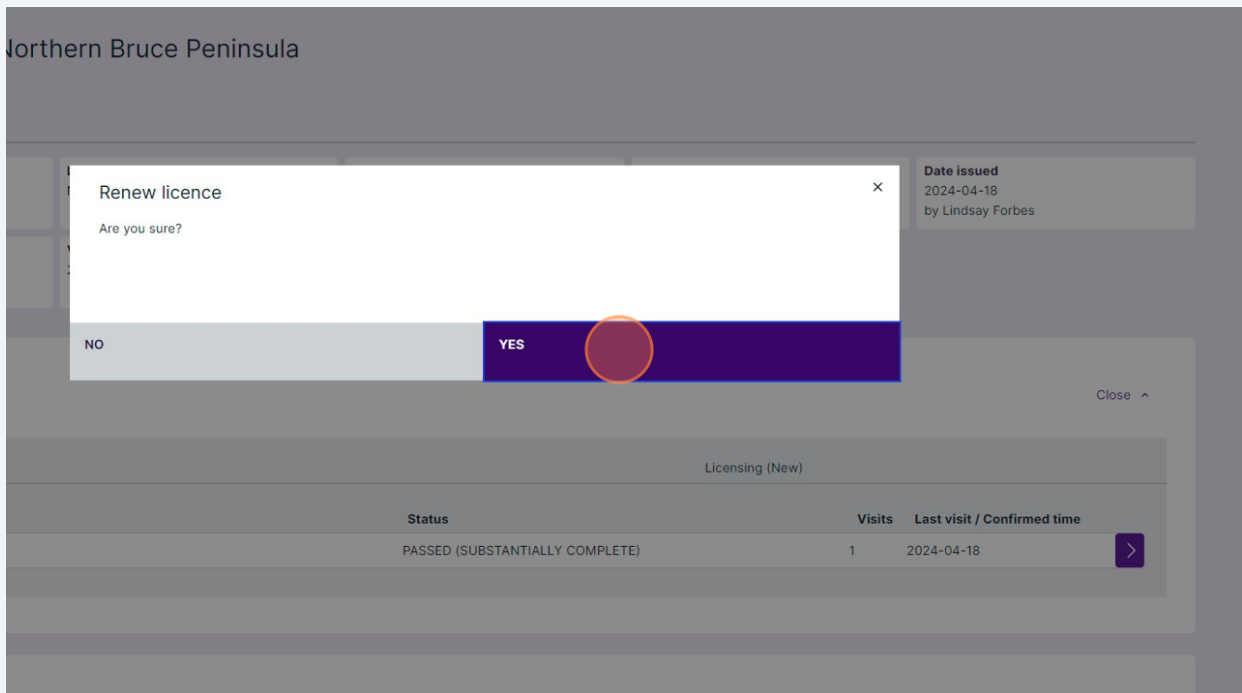 Northern Bruce Peninsula
Date issued
2024-04-18
by Lindsay Forbes
Renew licence
Are you sure?
NO
YES
Close
Licensing (New)
Status Visits Last visit / Confirmed time
PASSED (SUBSTANTIALLY COMPLETE) 1 2024-04-18